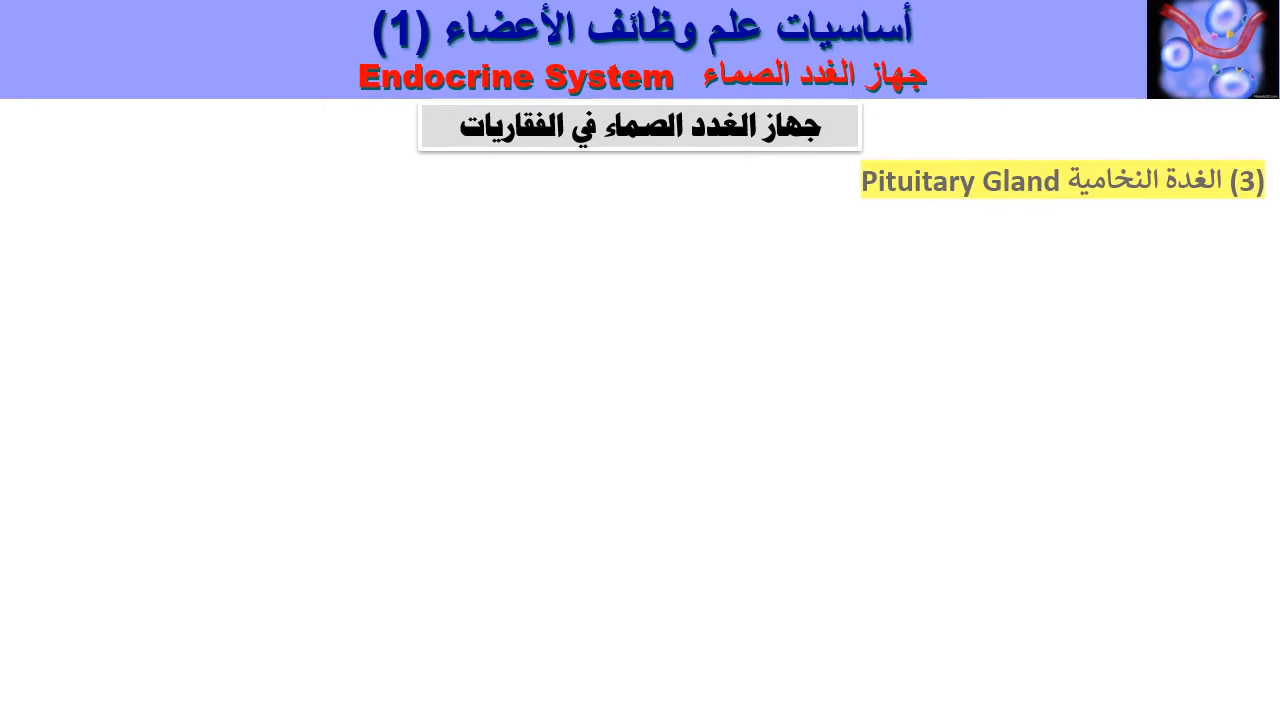 أساسيات علم وظائف الأعضاء (1)
جهاز الغدد الصماء Endocrine System
جهاز الغدد الصماء في الفقاريات
(3) الغدة النخامية Pituitary Gland